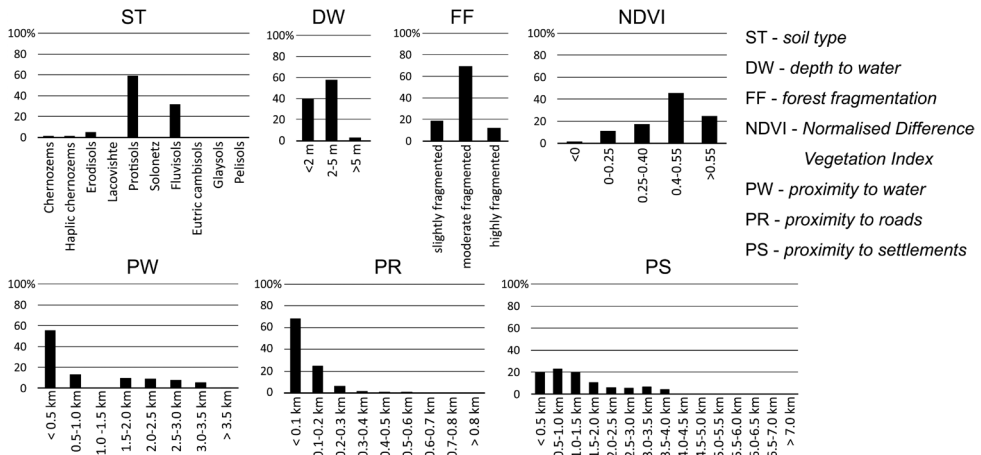 ST
100%
80
60
40
20
0
Chernozems
Haplic chernozems
Erodisols
Lacovishte
Protisols
Solonetz
Fluvisols
Eutric cambisols
Glaysols
Pelisols
DW
100%
80
60
40
20
0
<2 m
2-5 m
>5 m
FF
100%
80
60
40
20
0
slightly fragmented
moderate fragmented
highly fragmented
NDVI
100%
80
60
40
20
0
<0
0-0.25
0.25-0.40
0.4-0.55
>0.55
ST - soil type
DW - depth to water
FF - forest fragmentation
NDVI - Normalised Difference
Vegetation Index
PW - proximity to water
PR - proximity to roads
PS - proximity to settlements
PW
100%
80
60
40
20
0
< 0.5 km
0.5-1.0 km
1.0 -1.5 km
1.5-2.0 km
2.0-2.5 km
2.5-3.0 km
3.0-3.5 km
> 3.5 km
PR
100%
80
60
40
20
0
< 0.1 km
0.1-0.2 km
0.2-0.3 km
0.3-0.4 km
0.4-0.5 km
0.5-0.6 km
0.6-0.7 km
0.7-0.8 km
> 0.8 km
PS
100%
80
60
40
20
0
< 0.5 km
0.5-1.0 km
1.0-1.5 km
1.5-2.0 km
2.0-2.5 km
2.5-3.0 km
3.0-3.5 km
3.5-4.0 km
4.0-4.5 km
4.5-5.0 km
5.0-5.5 km
5.5-6.0 km
6.0-6.5 km
6.5-7.0 km
> 7.0 km